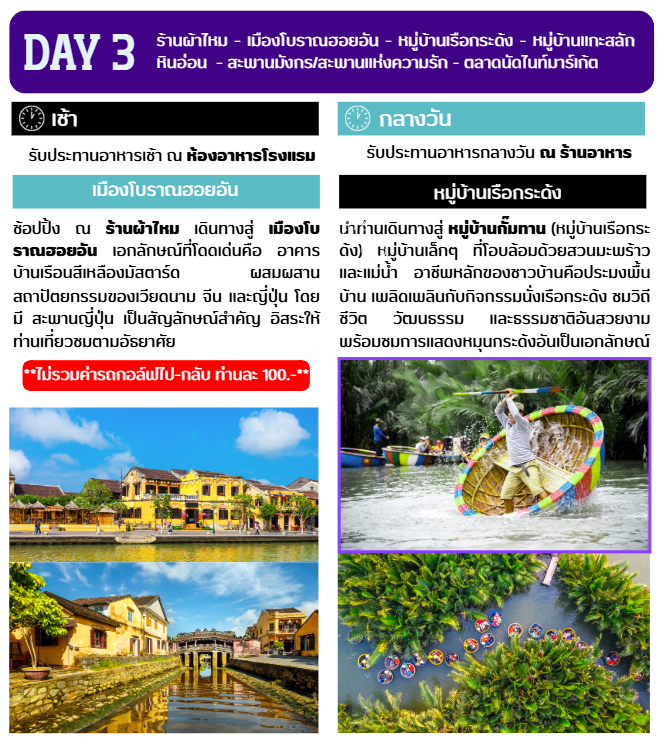 DAY 3
ร้านผ้าไหม - เมืองโบราณฮอยอัน - หมู่บ้านเรือกระด้ง - หมู่บ้านแกะสลัก
หินอ่อน - สะพานมังกร/สะพานแห่งความรัก - ตลาดนัดไนท์มาร์เก้ต
เช้า
รับประทานอาหารเช้า ณ ห้องอาหารโรงแรม
เมืองโบราณฮอยอัน
ช้อปปิ้ง ณ ร้านผ้าไหม เดินทางสู่ เมืองโบ
ราณฮอยอัน เอกลักษณ์ที่โดดเด่นคือ อาคาร
บ้านเรือนสีเหลืองมัสตาร์ด ผสมผสาน
สถาปัตยกรรมของเวียดนาม จีน และญี่ปุ่น โดย
มี สะพานญี่ปุ่น เป็นสัญลักษณ์สำคัญ อิสระให้
ท่านเที่ยวชมตามอัธยาศัย
**ไม่รวมค่ารถกอล์ฟไป-กลับ ท่านละ 100.-**
กลางวัน
รับประทานอาหารกลางวัน ณ ร้านอาหาร
หมู่บ้านเรือกระด้ง
นำท่านเดินทางสู่ หมู่บ้านกั๊มทาน (หมู่บ้านเรือกระ
ด้ง) หมู่บ้านเล็กๆ ที่โอบล้อมด้วยสวนมะพร้าว
และแม่น้ำ อาชีพหลักของชาวบ้านคือประมงพื้น
บ้าน เพลิดเพลินกับกิจกรรมนั่งเรือกระด้ง ชมวิถี
ชีวิต วัฒนธรรม และธรรมชาติอันสวยงาม
พร้อมชมการแสดงหมุนกระด้งอันเป็นเอกลักษณ์